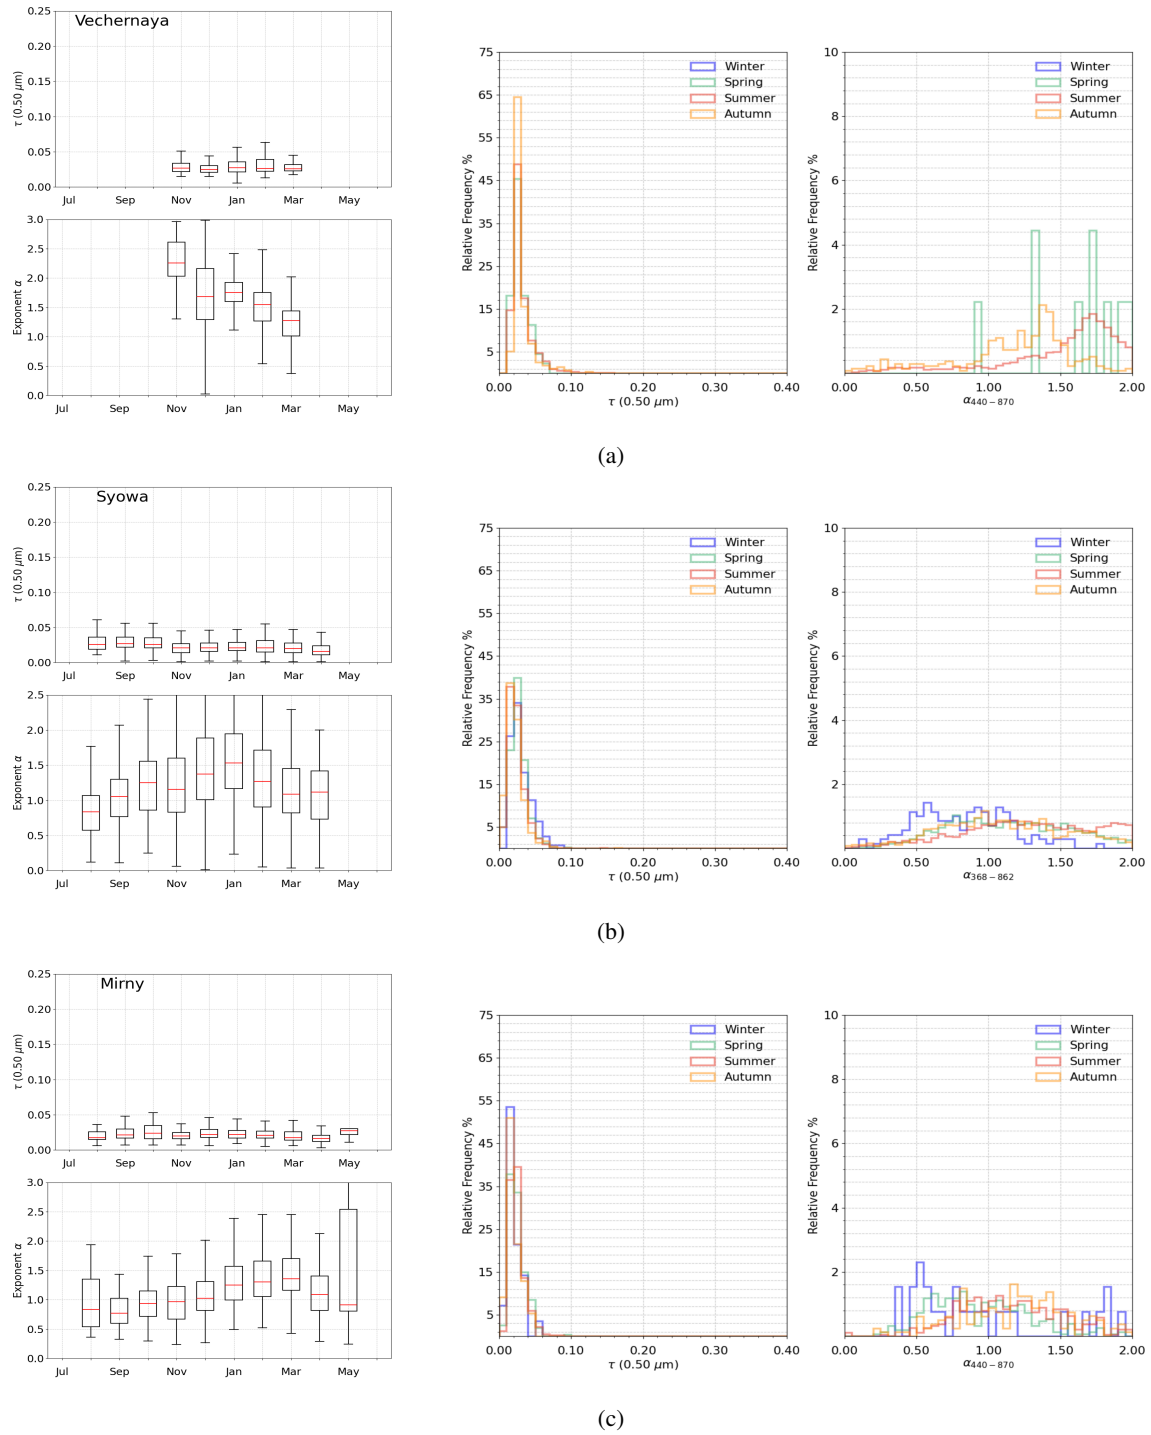 Vechernaya
τ (0.50 μm)
0.25
0.20
0.15
0.10
0.05
0.00
Jul Sep Nov Jan Mar May
Exponent α
3.0
2.5
2.0
1.5
1.0
0.5
0.0
Jul Sep Nov Jan Mar May
Relative Frequency %
75
65
55
45
35
25
15
5
Winter
Spring
Summer
Autumn
0.00 0.10 0.20 0.30 0.40
τ (0.50 μm)
Relative Frequency %
10
8
6
4
2
Winter
Spring
Summer
Autumn
0.00 0.50 1.00 1.50 2.00
α440−870
(a)
Syowa
τ (0.50 μm)
0.25
0.20
0.15
0.10
0.05
0.00
Jul Sep Nov Jan Mar May
Exponent α
2.5
2.0
1.5
1.0
0.5
0.0
Jul Sep Nov Jan Mar May
Relative Frequency %
75
65
55
45
35
25
15
5
Winter
Spring
Summer
Autumn
0.00 0.10 0.20 0.30 0.40
τ (0.50 μm)
Relative Frequency %
10
8
6
4
2
Winter
Spring
Summer
Autumn
0.00 0.50 1.00 1.50 2.00
α368−862
(b)
Mirny
τ (0.50 μm)
0.25
0.20
0.15
0.10
0.05
0.00
Jul Sep Nov Jan Mar May
Exponent α
3.0
2.5
2.0
1.5
1.0
0.5
0.0
Jul Sep Nov Jan Mar May
Relative Frequency %
75
65
55
45
35
25
15
5
Winter
Spring
Summer
Autumn
0.00 0.10 0.20 0.30 0.40
τ (0.50 μm)
Relative Frequency %
10
8
6
4
2
Winter
Spring
Summer
Autumn
0.00 0.50 1.00 1.50 2.00
α440−870
(c)